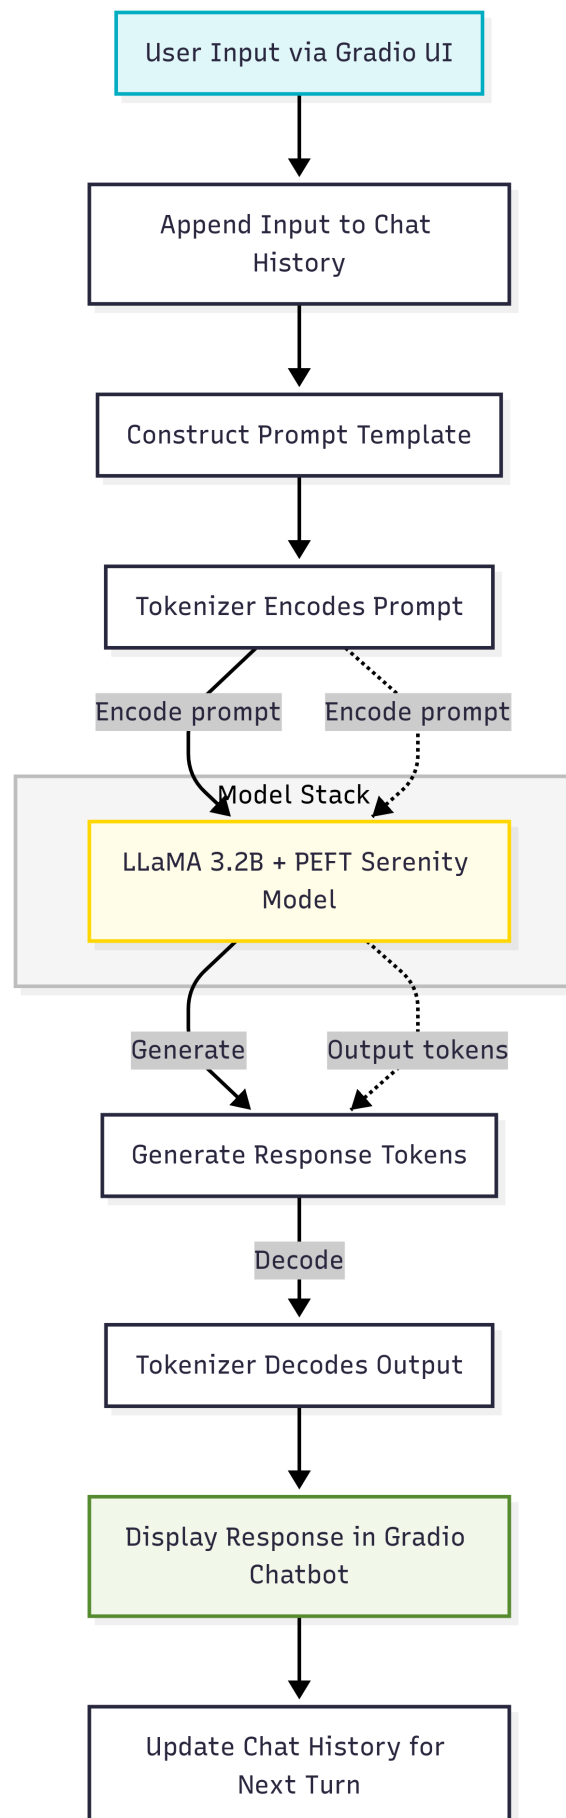 User Input via Gradio UI
Append Input to Chat
History
Construct Prompt Template
Tokenizer Encodes Prompt
Encode prompt
Encode prompt
Model Stack
LLaMA 3.2B + PEFT Serenity
Model
Generate
Output tokens
Generate Response Tokens
Decode
Tokenizer Decodes Output
Display Response in Gradio
Chatbot
Update Chat History for
Next Turn